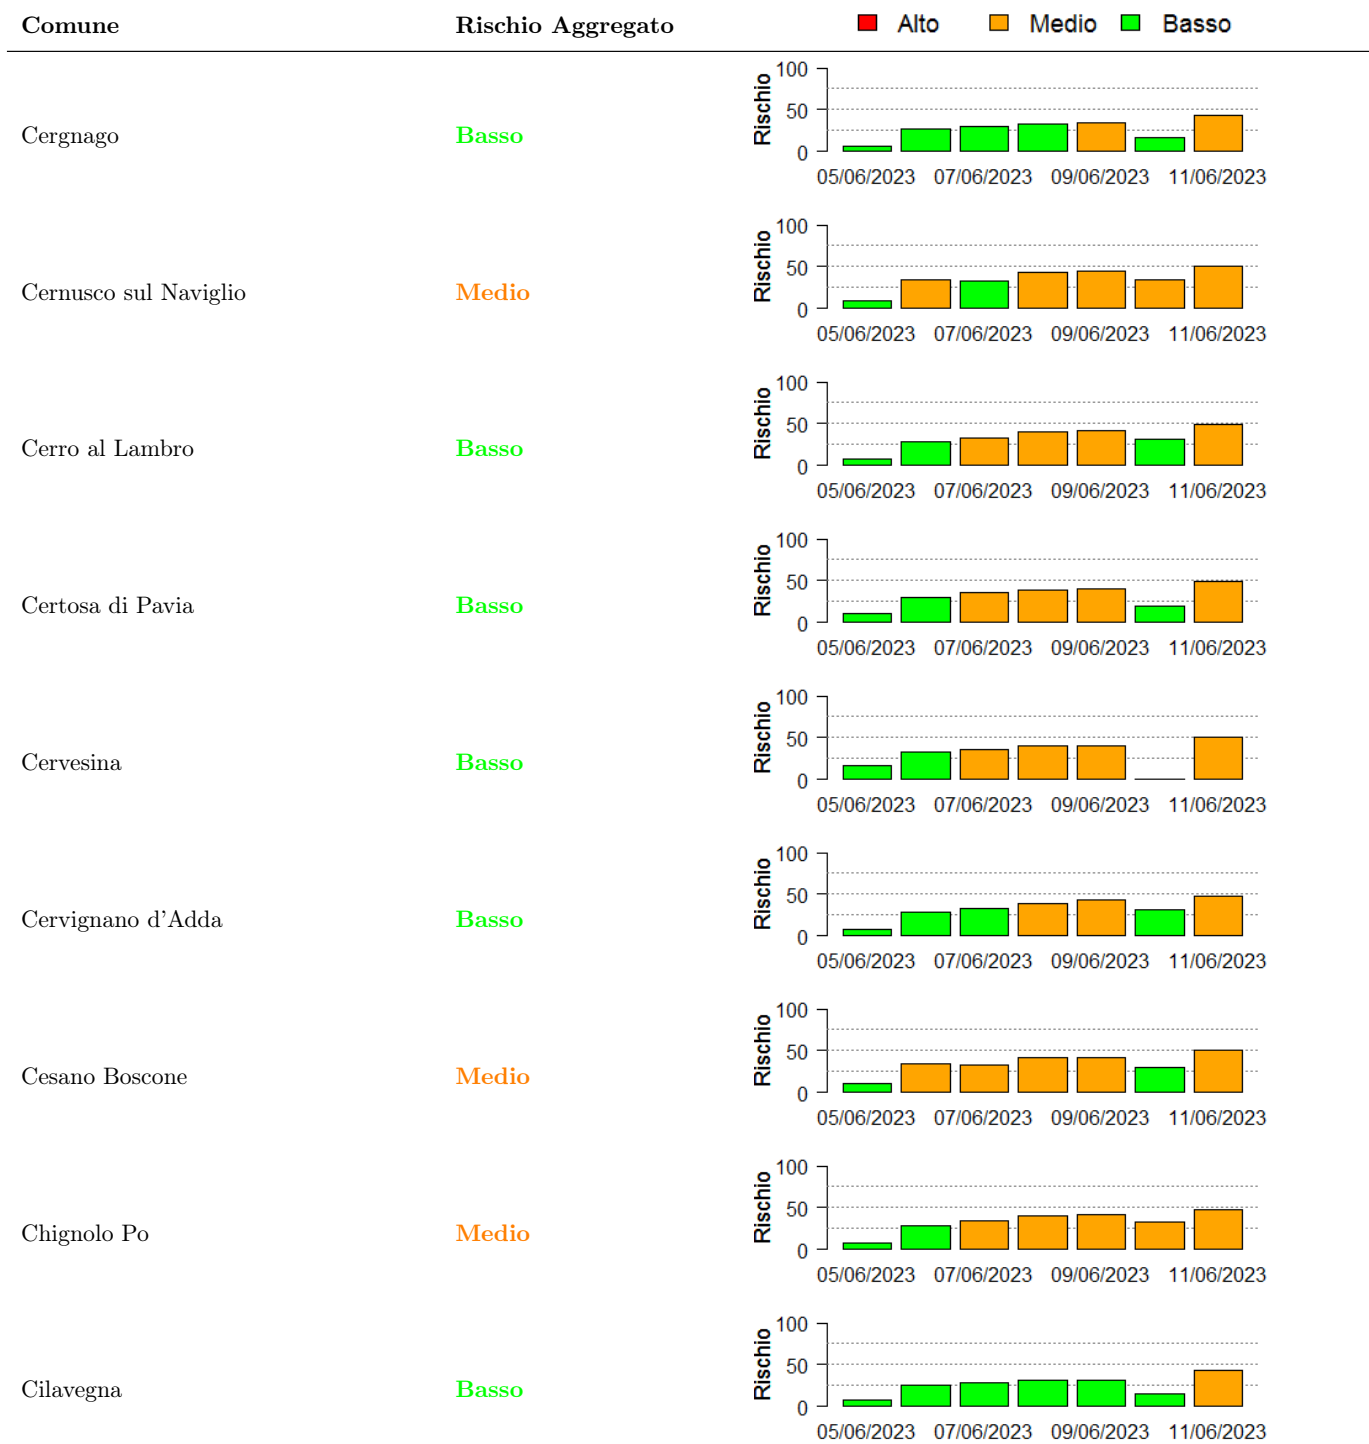 Comune Rischio Aggregato Alto Medio Basso
100
50
0
Rischio
Cergnago Basso
05/06/2023 07/06/2023 09/06/2023 11/06/2023
100
50
0
Rischio
Cernusco sul Naviglio Medio
05/06/2023 07/06/2023 09/06/2023 11/06/2023
100
50
0
Rischio
Cerro al Lambro Basso
05/06/2023 07/06/2023 09/06/2023 11/06/2023
100
50
0
Rischio
Certosa di Pavia Basso
05/06/2023 07/06/2023 09/06/2023 11/06/2023
100
50
0
Rischio
Cervesina Basso
05/06/2023 07/06/2023 09/06/2023 11/06/2023
100
50
0
Rischio
Cervignano d'Adda Basso
05/06/2023 07/06/2023 09/06/2023 11/06/2023
100
50
0
Rischio
Cesano Boscone Medio
05/06/2023 07/06/2023 09/06/2023 11/06/2023
100
50
0
Rischio
Chignolo Po Medio
05/06/2023 07/06/2023 09/06/2023 11/06/2023
100
50
0
Rischio
Cilavegna Basso
05/06/2023 07/06/2023 09/06/2023 11/06/2023